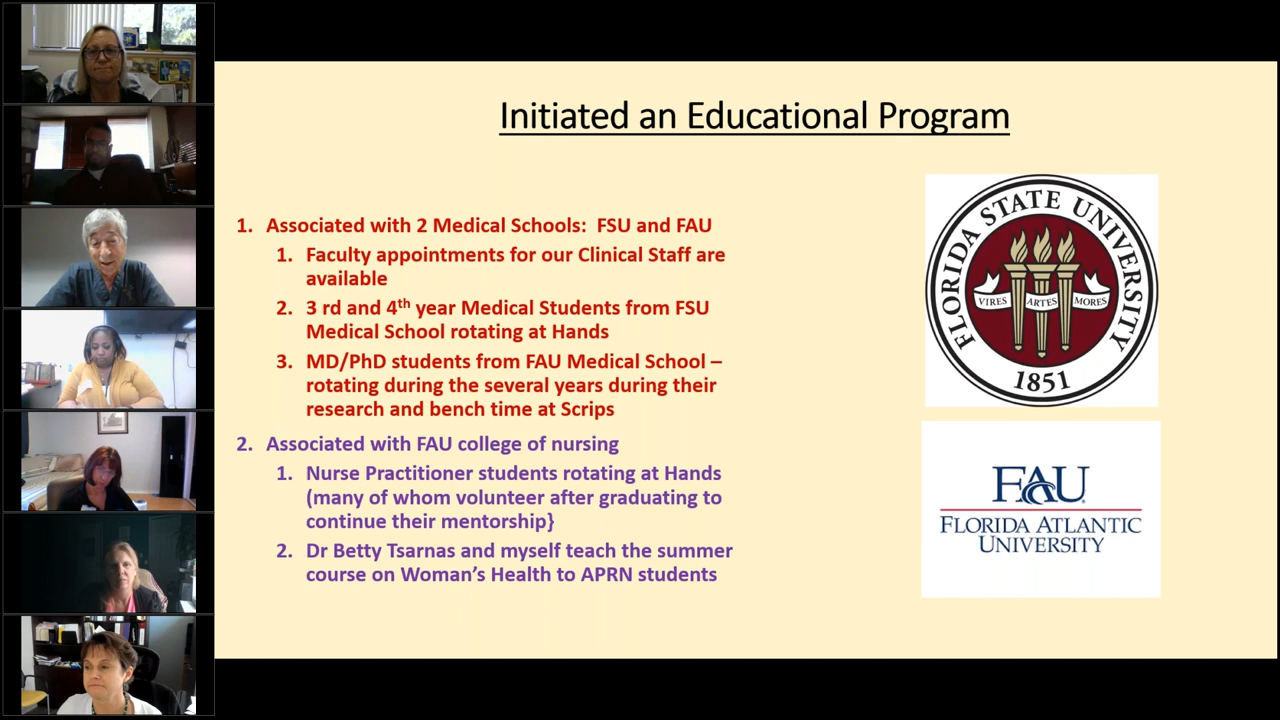 Initiated an Educational Program
1. Associated with 2 Medical Schools: FSU and FAU
1. Faculty appointments for our Clinical Staff are
available
2. 3 rd and 4th year Medical Students from FSU
Medical School rotating at Hands
3. MD/PhD students from FAU Medical School –
rotating during the several years during their
research and bench time at Scrips
2. Associated with FAU college of nursing
1. Nurse Practitioner students rotating at Hands
(many of whom volunteer after graduating to
continue their mentorship}
2. Dr Betty Tsarnas and myself teach the summer
course on Woman’s Health to APRN students
FLORIDA STATE UNIVERSITY
VIRES ARTES MORES
1851
FAU
FLORIDA ATLANTIC
UNIVERSITY